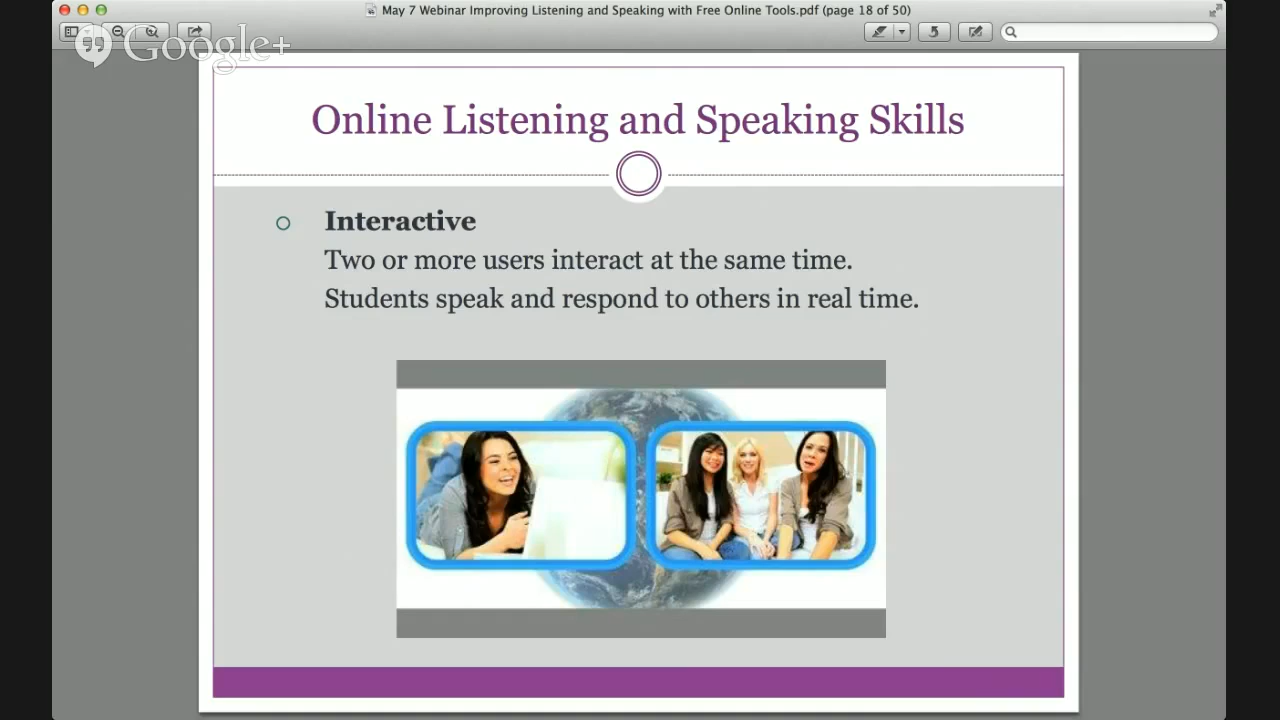 May 7 Webinar Improving Listening and Speaking with Free Online Tools.pdf (page 18 of 50)
Google+
Online Listening and Speaking Skills
Interactive
Two or more users interact at the same time.
Students speak and respond to others in real time.